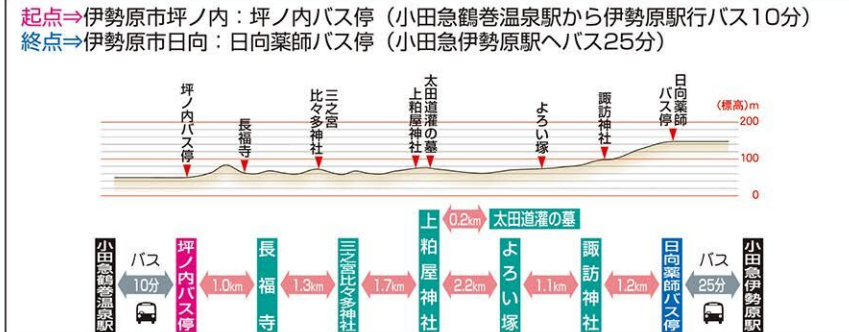 起点⇒伊勢原市坪ノ内：坪ノ内バス停（小田急鶴巻温泉駅から伊勢原駅行バス10分）
終点⇒伊勢原市日向：日向薬師バス停（小田急伊勢原駅へバス25分）
坪ノ内バス停
長福寺
三之宮
比々多神社
太田道灌の墓
上粕屋神社
よろい塚
諏訪神社
日向薬師
バス停
(標高)m
200
100
0
小田急鶴巻温泉駅
バス
10分
坪ノ内バス停
1.0km
長福寺
1.3km
三之宮比々多神社
1.7km
上粕屋神社
0.2km
太田道灌の墓
2.2km
よろい塚
1.1km
諏訪神社
1.2km
日向薬師バス停
バス
25分
小田急伊勢原駅